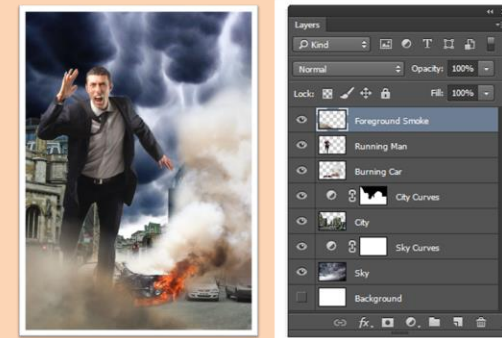 Layers
Kind
Normal Opacity: 100%
Lock: Fill: 100%
Foreground Smoke
Running Man
Burning Car
City Curves
City
Sky Curves
Sky
Background
fx.